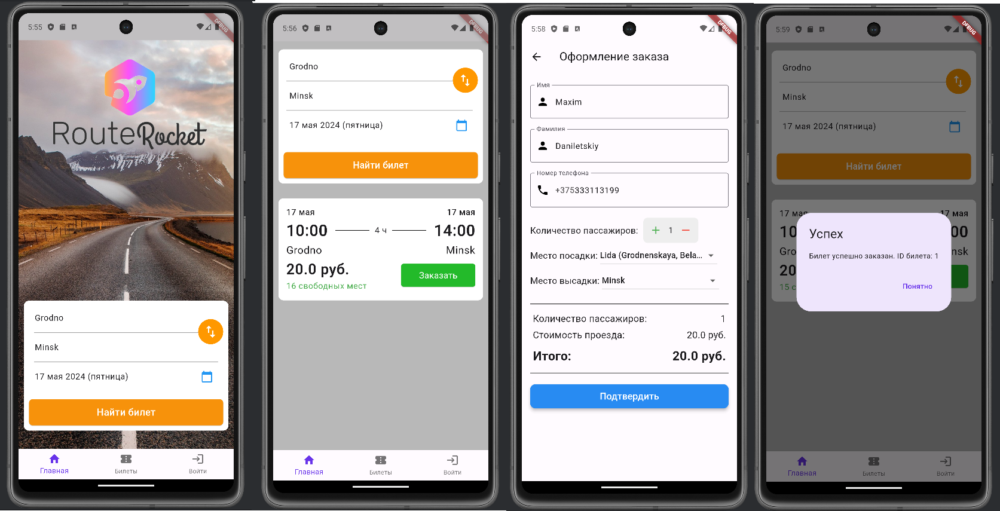 5:55
DEBUG
RouteRocket
Grodno
Minsk
17 мая 2024 (пятница)
Найти билет
Главная
Билеты
Войти
5:56
DEBUG
Grodno
Minsk
17 мая 2024 (пятница)
Найти билет
17 мая 17 мая
10:00 4 ч 14:00
Grodno Minsk
20.0 руб.
16 свободных мест
Заказать
Главная
Билеты
Войти
5:58
DEBUG
Оформление заказа
Имя
Maxim
Фамилия
Daniletskiy
Номер телефона
+375333113199
Количество пассажиров: + 1 −
Место посадки: Lida (Grodnenskaya, Bela...
Место высадки: Minsk
Количество пассажиров: 1
Стоимость проезда: 20.0 руб.
Итого: 20.0 руб.
Подтвердить
5:59
DEBUG
Grodno
Minsk
17 мая 2024 (пятница)
Найти билет
17 мая 17 мая
10 00
Gro nsk
20
15 с
Успех
Билет успешно заказан. ID билета: 1
Понятно
Главная
Билеты
Войти